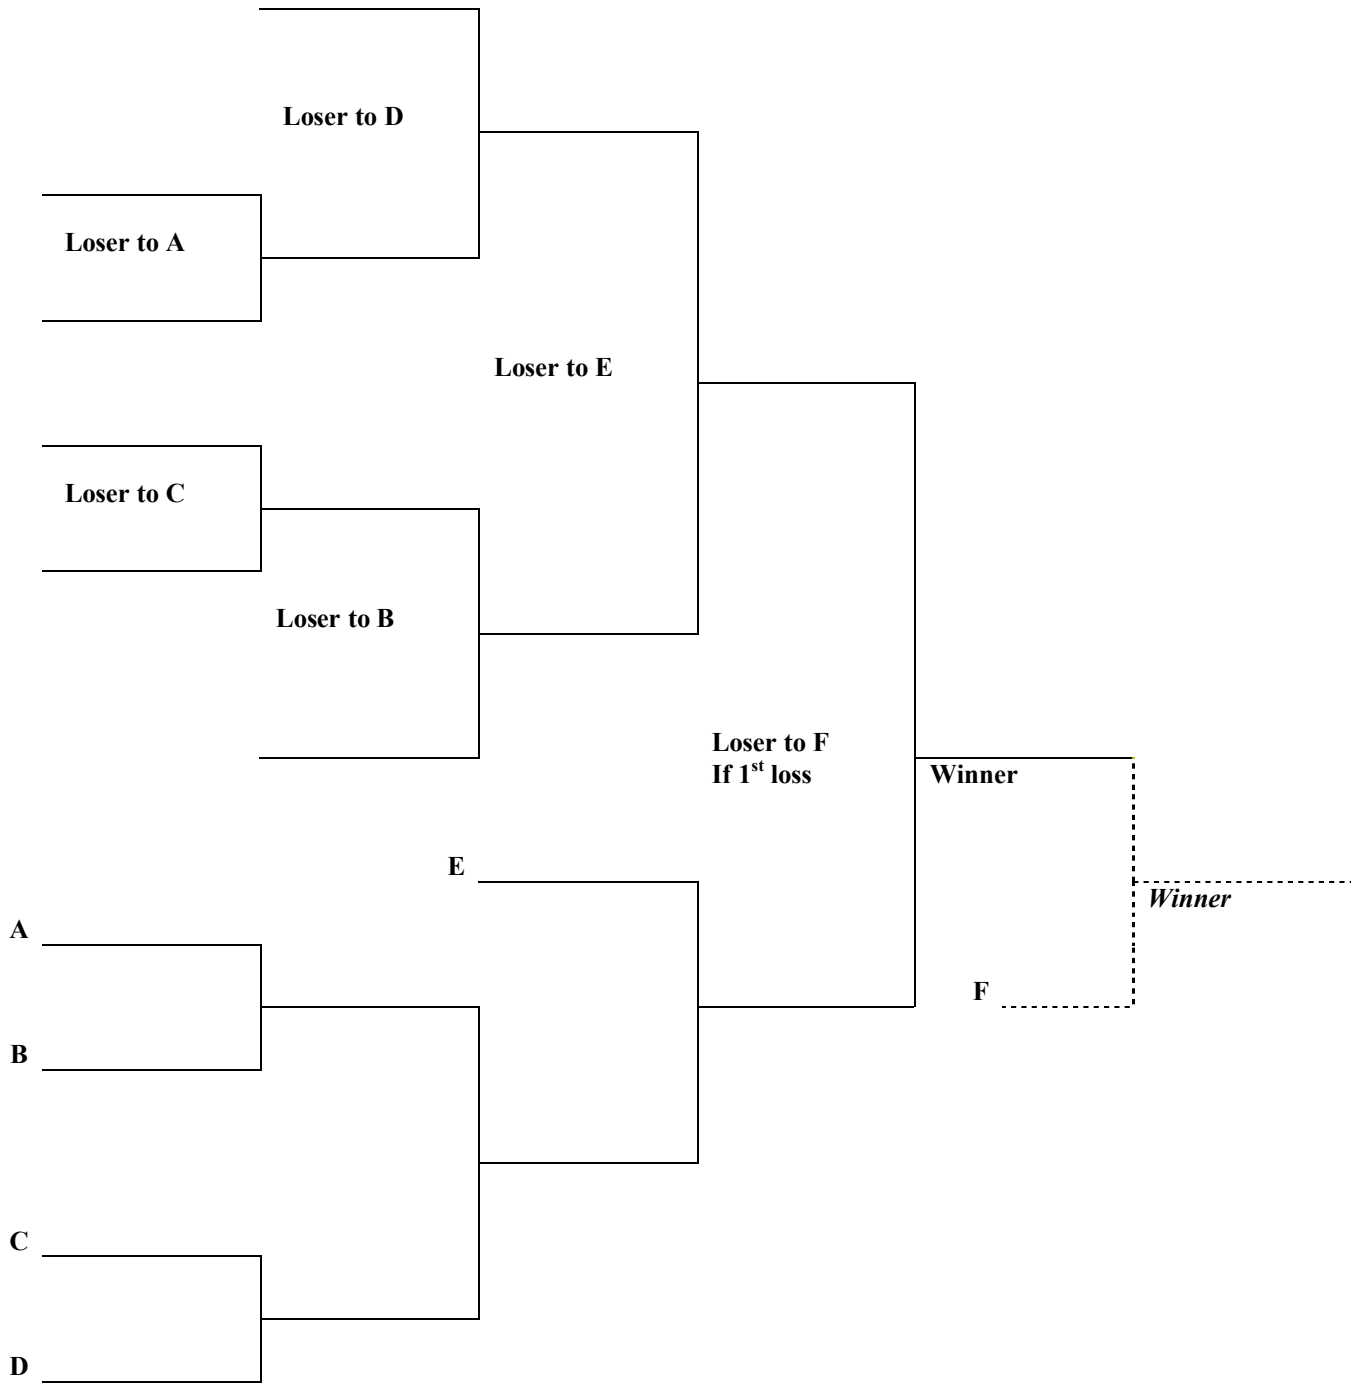 Loser to D
Loser to A
Loser to E
Loser to C
Loser to B
Loser to F
If 1st loss
Winner
E
Winner
A
F
B
C
D